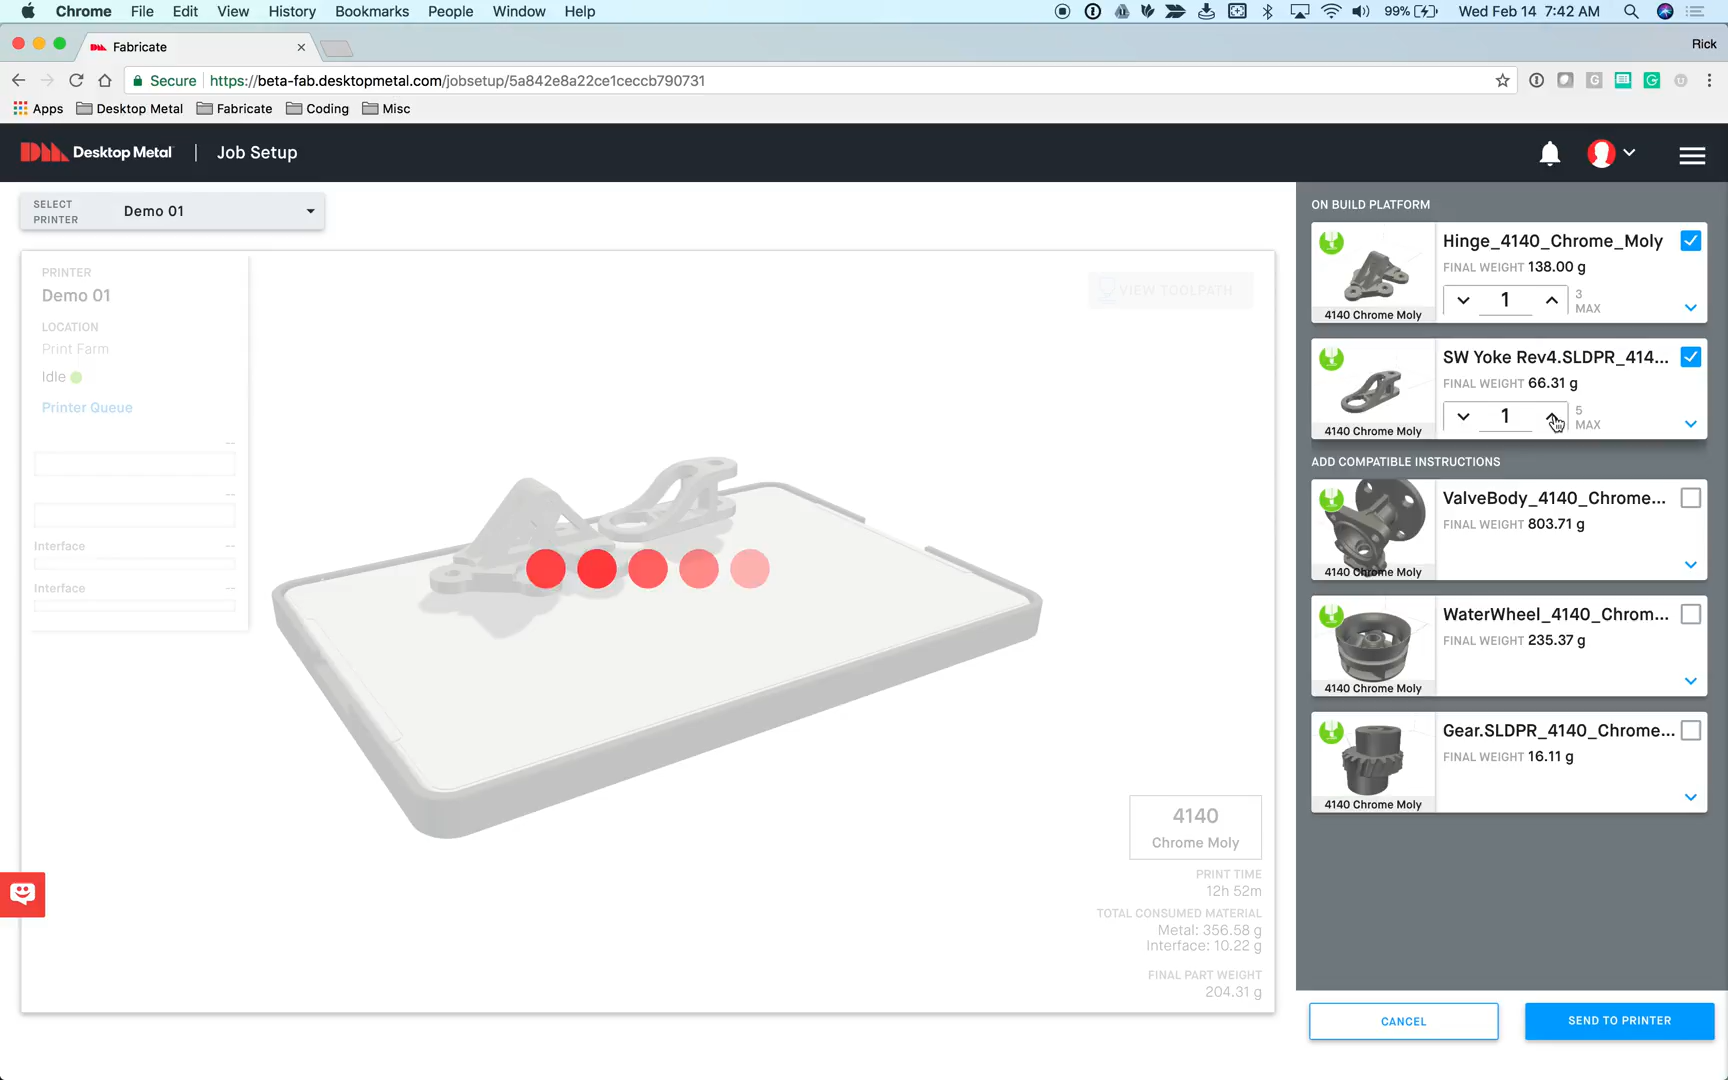 Chrome File Edit View History Bookmarks People Window Help 99% Wed Feb 14 7:42 AM
Fabricate
Rick
Secure https://beta-fab.desktopmetal.com/jobsetup/5a842e8a22ce1ceccb790731
Apps Desktop Metal Fabricate Coding Misc
Desktop Metal | Job Setup
SELECT
PRINTER
Demo 01
PRINTER
Demo 01
LOCATION
Print Farm
Idle
Printer Queue
--
--
Interface --
Interface --
VIEW TOOLPATH
4140
Chrome Moly
PRINT TIME
12h 52m
TOTAL CONSUMED MATERIAL
Metal: 356.58 g
Interface: 10.22 g
FINAL PART WEIGHT
204.31 g
ON BUILD PLATFORM
Hinge_4140_Chrome_Moly
FINAL WEIGHT 138.00 g
1
3
MAX
4140 Chrome Moly
SW Yoke Rev4.SLDPR_414...
FINAL WEIGHT 66.31 g
1
5
MAX
4140 Chrome Moly
ADD COMPATIBLE INSTRUCTIONS
ValveBody_4140_Chrome...
FINAL WEIGHT 803.71 g
4140 Chrome Moly
WaterWheel_4140_Chrom...
FINAL WEIGHT 235.37 g
4140 Chrome Moly
Gear.SLDPR_4140_Chrome...
FINAL WEIGHT 16.11 g
4140 Chrome Moly
CANCEL
SEND TO PRINTER